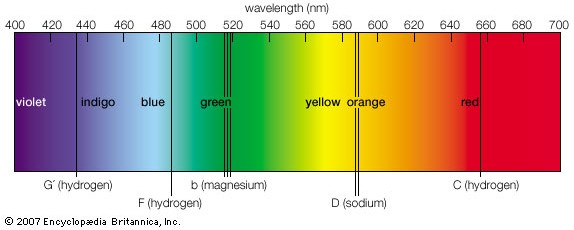 wavelength (nm)
400 420 440 460 480 500 520 540 560 580 600 620 640 660 680 700
violet indigo blue green yellow orange red
G´ (hydrogen) b (magnesium) C (hydrogen)
F (hydrogen) D (sodium)
© 2007 Encyclopædia Britannica, Inc.